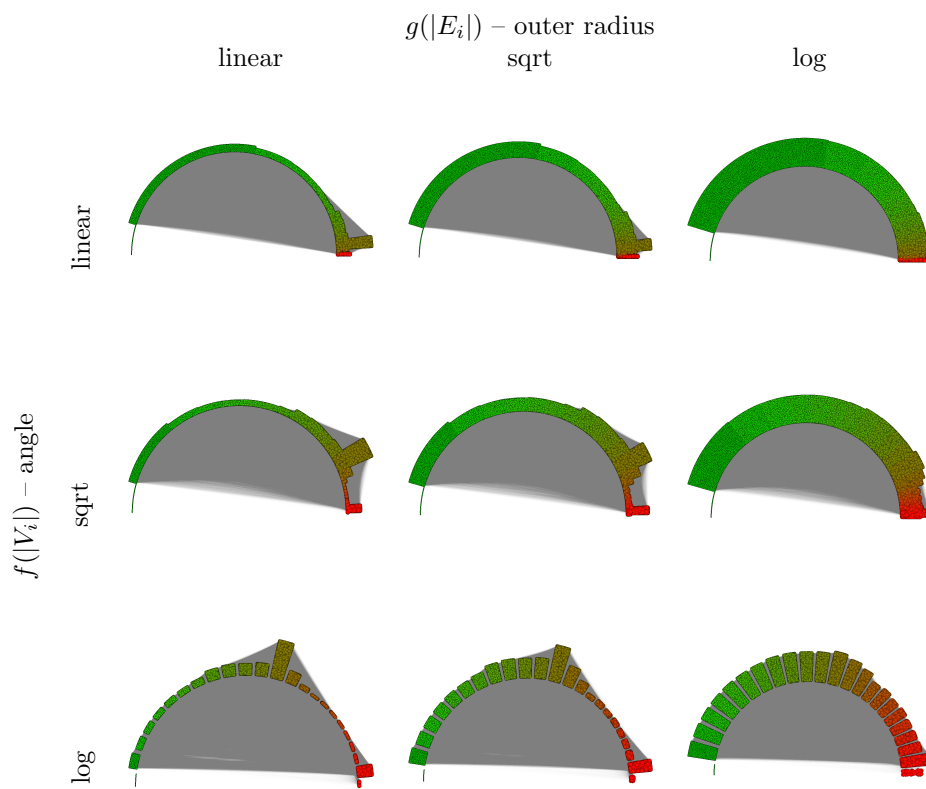 g(|E_i|) – outer radius
linear sqrt log
linear
f(|V_i|) – angle
sqrt
log